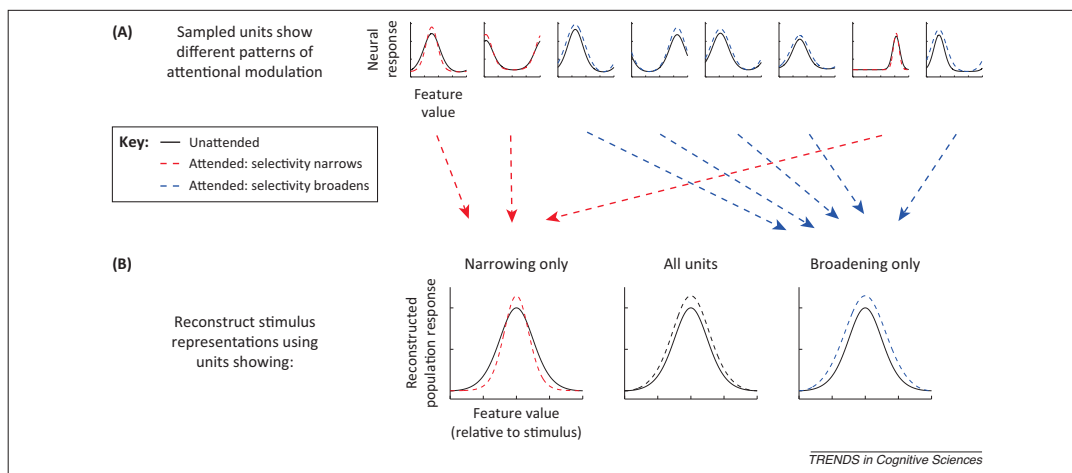 (A)
Sampled units show
different patterns of
attentional modulation
Neural
response
Feature
value
Key:
Unattended
Attended: selectivity narrows
Attended: selectivity broadens
(B)
Narrowing only
All units
Broadening only
Reconstruct stimulus
representations using
units showing:
Reconstructed
population response
Feature value
(relative to stimulus)
TRENDS in Cognitive Sciences